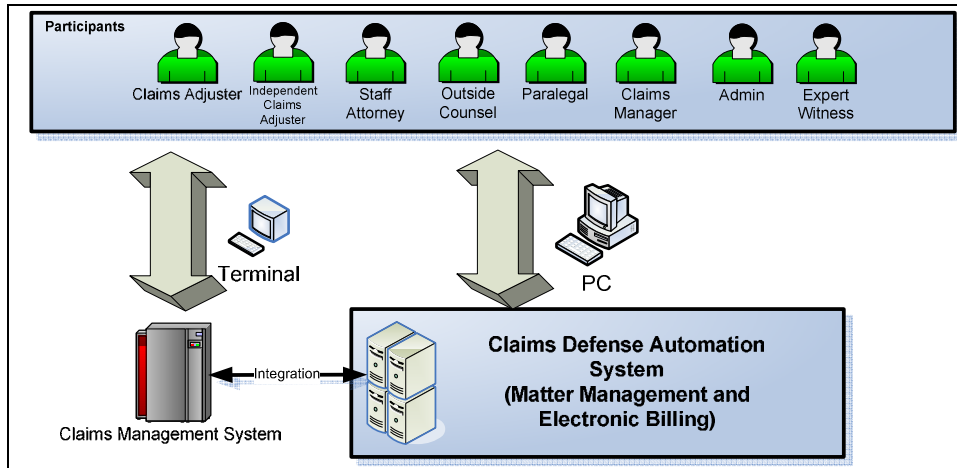 Participants
Claims Adjuster
Independent
Claims
Adjuster
Staff
Attorney
Outside
Counsel
Paralegal
Claims
Manager
Admin
Expert
Witness
Terminal
PC
Integration
Claims Management System
Claims Defense Automation
System
(Matter Management and
Electronic Billing)